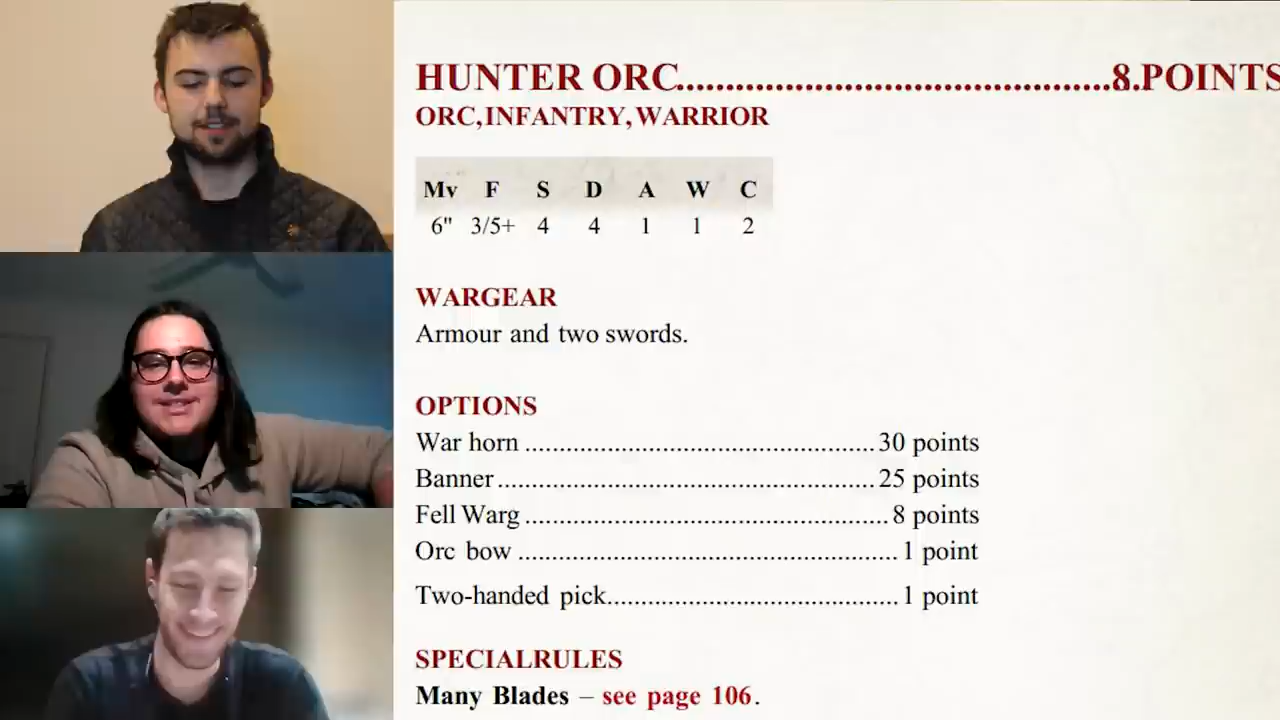 HUNTER ORC..........................................8.POINTS
ORC,INFANTRY,WARRIOR
Mv F S D A W C
6" 3/5+ 4 4 1 1 2
WARGEAR
Armour and two swords.
OPTIONS
War horn....................................................30 points
Banner........................................................25 points
Fell Warg......................................................8 points
Orc bow.........................................................1 point
Two-handed pick...........................................1 point
SPECIALRULES
Many Blades – see page 106.